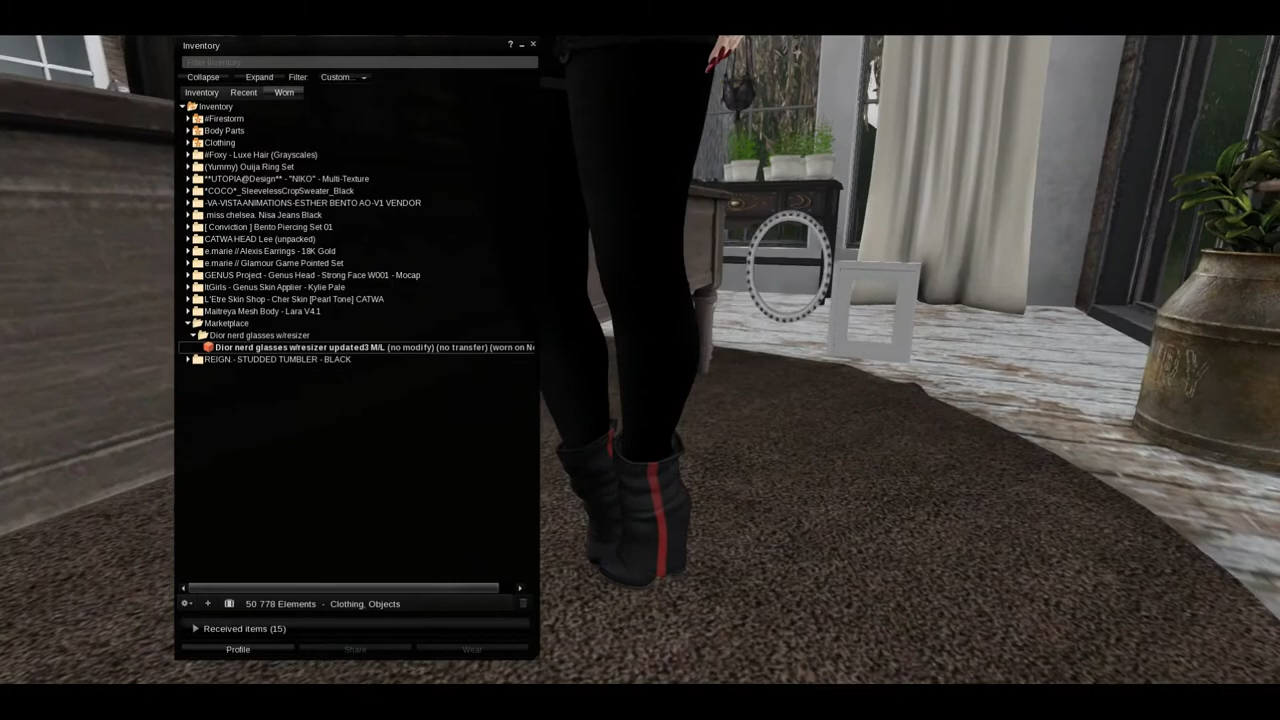 Inventory
Filter Inventory
Collapse Expand Filter: Custom...
Inventory Recent Worn
Inventory
#Firestorm
Body Parts
Clothing
#Foxy - Luxe Hair (Grayscales)
(Yummy) Ouija Ring Set
**UTOPIA@Design** - "NIKO" - Multi-Texture
*COCO*_SleevelessCropSweater_Black
-VA-VISTAANIMATIONS-ESTHER BENTO AO-V1 VENDOR
.miss chelsea. Nisa Jeans Black
[ Conviction ] Bento Piercing Set 01
CATWA HEAD Lee (unpacked)
e.marie // Alexis Earrings - 18K Gold
e.marie // Glamour Game Pointed Set
GENUS Project - Genus Head - Strong Face W001 - Mocap
ItGirls - Genus Skin Applier - Kylie Pale
L'Etre Skin Shop - Cher Skin [Pearl Tone] CATWA
Maitreya Mesh Body - Lara V4.1
Marketplace
Dior nerd glasses w/resizer
Dior nerd glasses w/resizer updated3 M/L (no modify) (no transfer) (worn on N
REIGN.- STUDDED TUMBLER - BLACK
50 778 Elements - Clothing, Objects
Received items (15)
Profile Share Wear